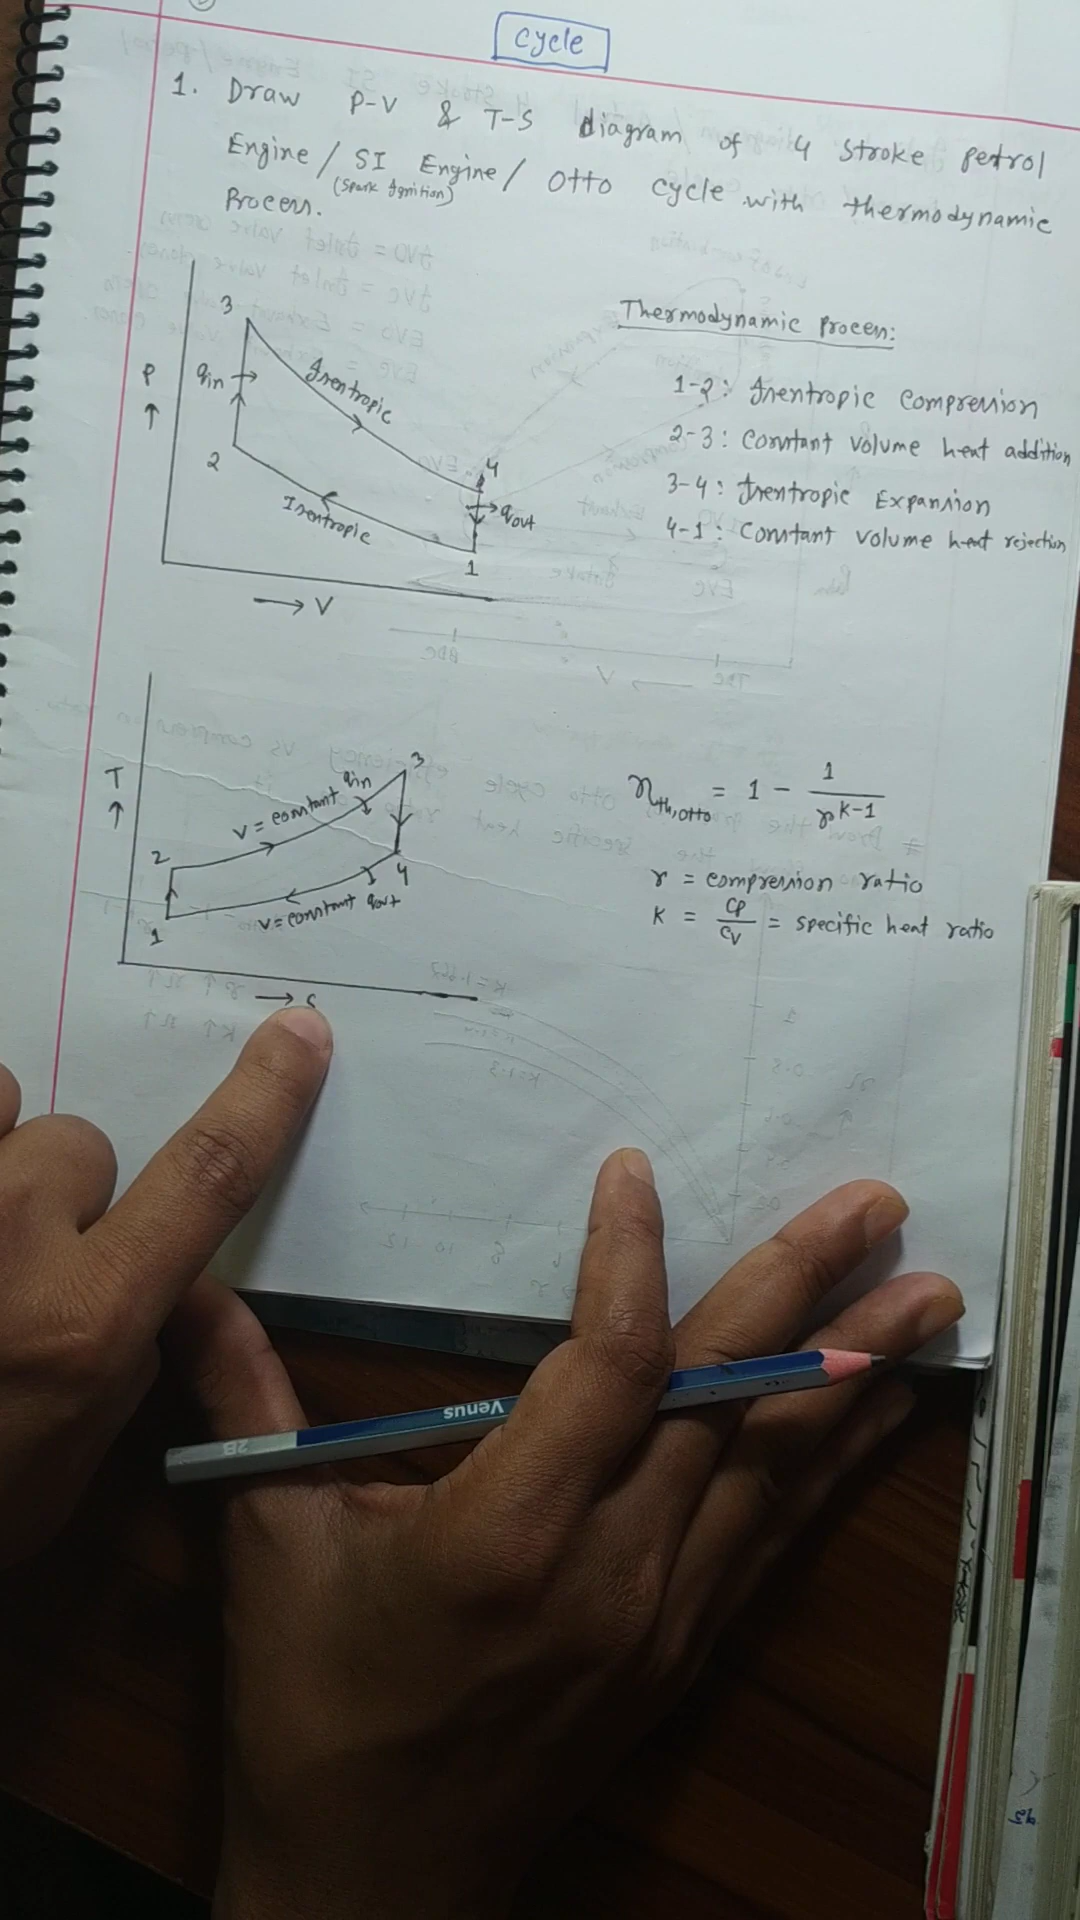 Cycle
1. Draw P-V & T-S diagram of 4 stroke petrol
Engine / SI Engine / Otto cycle with thermodynamic
(Spark Ignition)
Process.
Thermodynamic Process:
1-2: Isentropic Compression
2-3: Constant volume heat addition
3-4: Isentropic Expansion
4-1: Constant volume heat rejection
P
↑
3
qin →
Isentropic
2
4
→ qout
Isentropic
1
→ V
T
↑
3
qin
V = constant
2
4
V = constant qout
1
→ S
ηth,otto = 1 - 1/r^K-1
r = compression ratio
K = CP/CV = specific heat ratio
Venus
2B